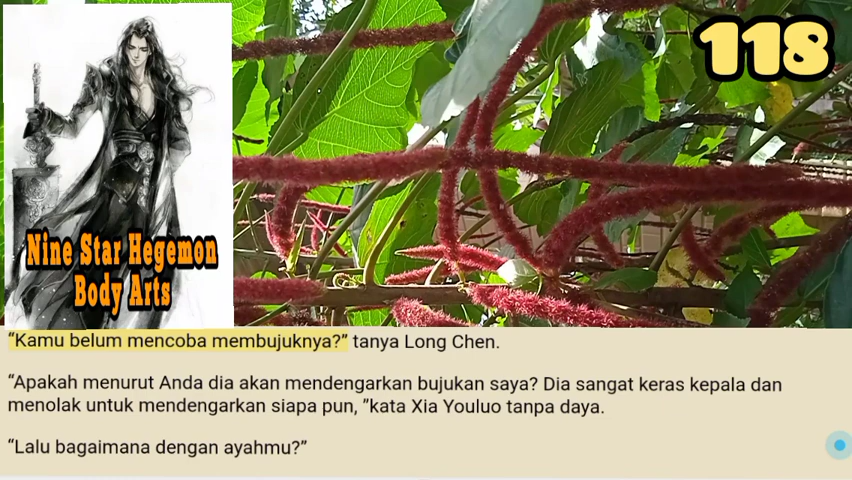 118
Nine Star Hegemon
Body Arts
“Kamu belum mencoba membujuknya?” tanya Long Chen.
“Apakah menurut Anda dia akan mendengarkan bujukan saya? Dia sangat keras kepala dan
menolak untuk mendengarkan siapa pun, ”kata Xia Youluo tanpa daya.
“Lalu bagaimana dengan ayahmu?”